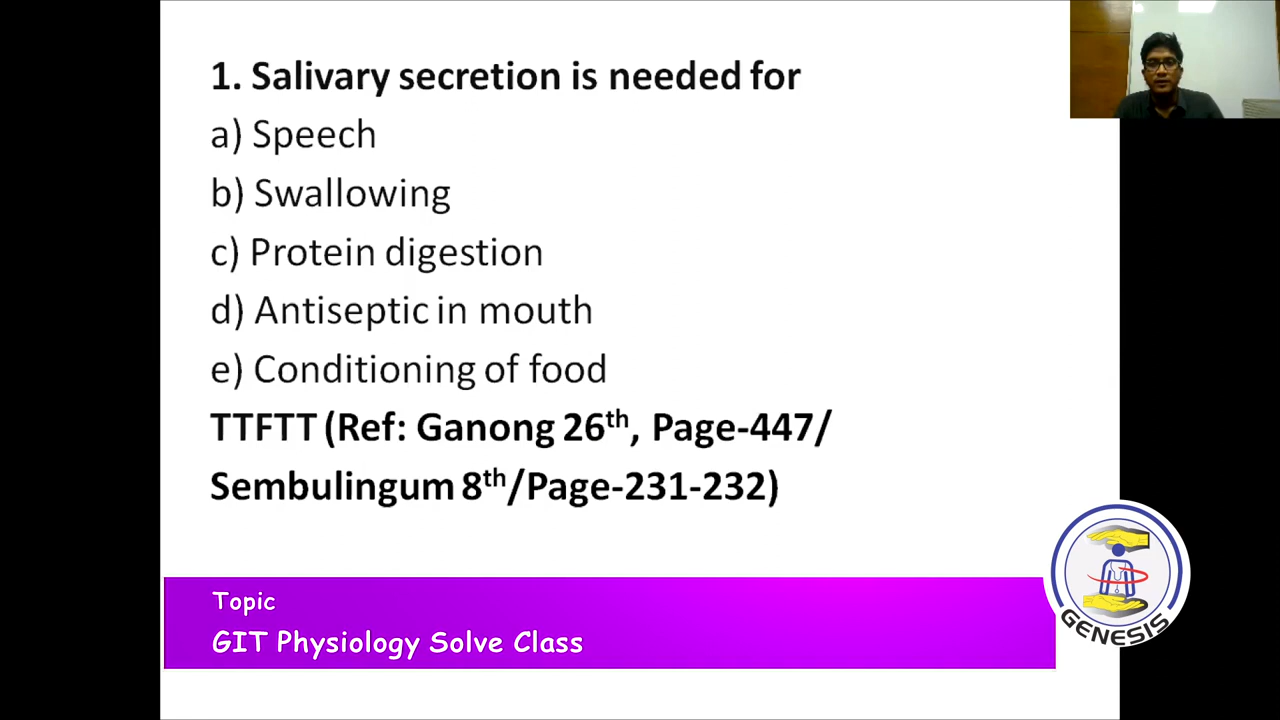 1. Salivary secretion is needed for
a) Speech
b) Swallowing
c) Protein digestion
d) Antiseptic in mouth
e) Conditioning of food
TTFTT (Ref: Ganong 26th, Page-447/
Sembulingum 8th/Page-231-232)
Topic
GIT Physiology Solve Class
GENESIS